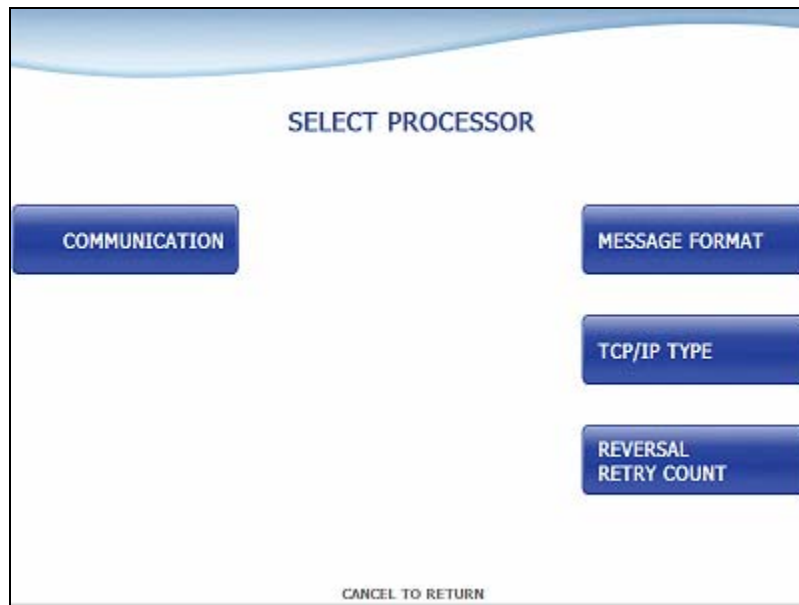 SELECT PROCESSOR
COMMUNICATION
MESSAGE FORMAT
TCP/IP TYPE
REVERSAL
RETRY COUNT
CANCEL TO RETURN